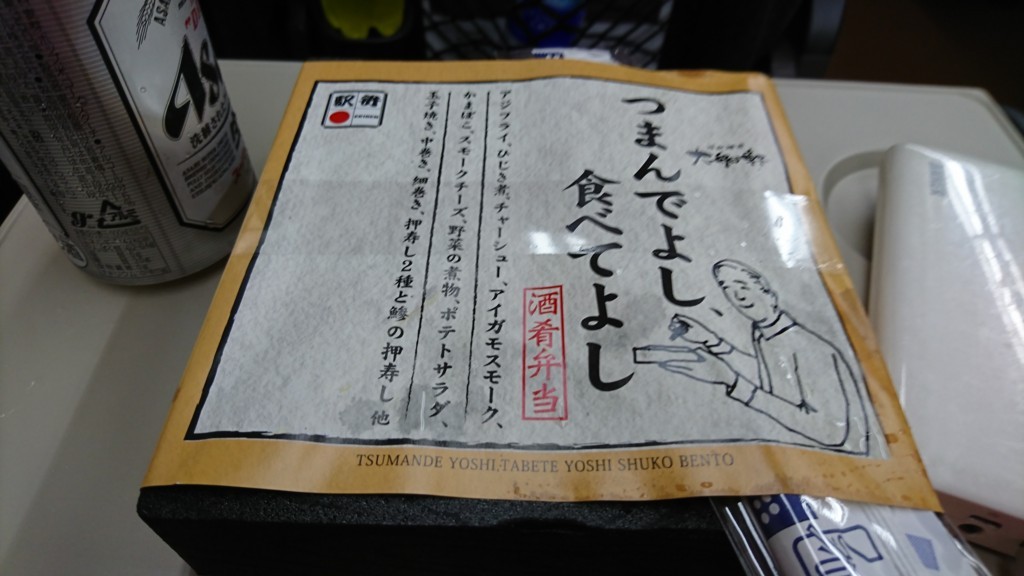 つまんでよし、
食べてよし
酒肴弁当
アジフライ、ひじき煮、チャーシュー、アイガモスモーク、
かまぼこ、スモークチーズ、野菜の煮物、ポテトサラダ、
玉子焼き、中巻き、細巻き、押寿し2種と鯵の押寿し 他
駅弁
TSUMANDE YOSHI,TABETE YOSHI SHUKO BENTO
アルミ